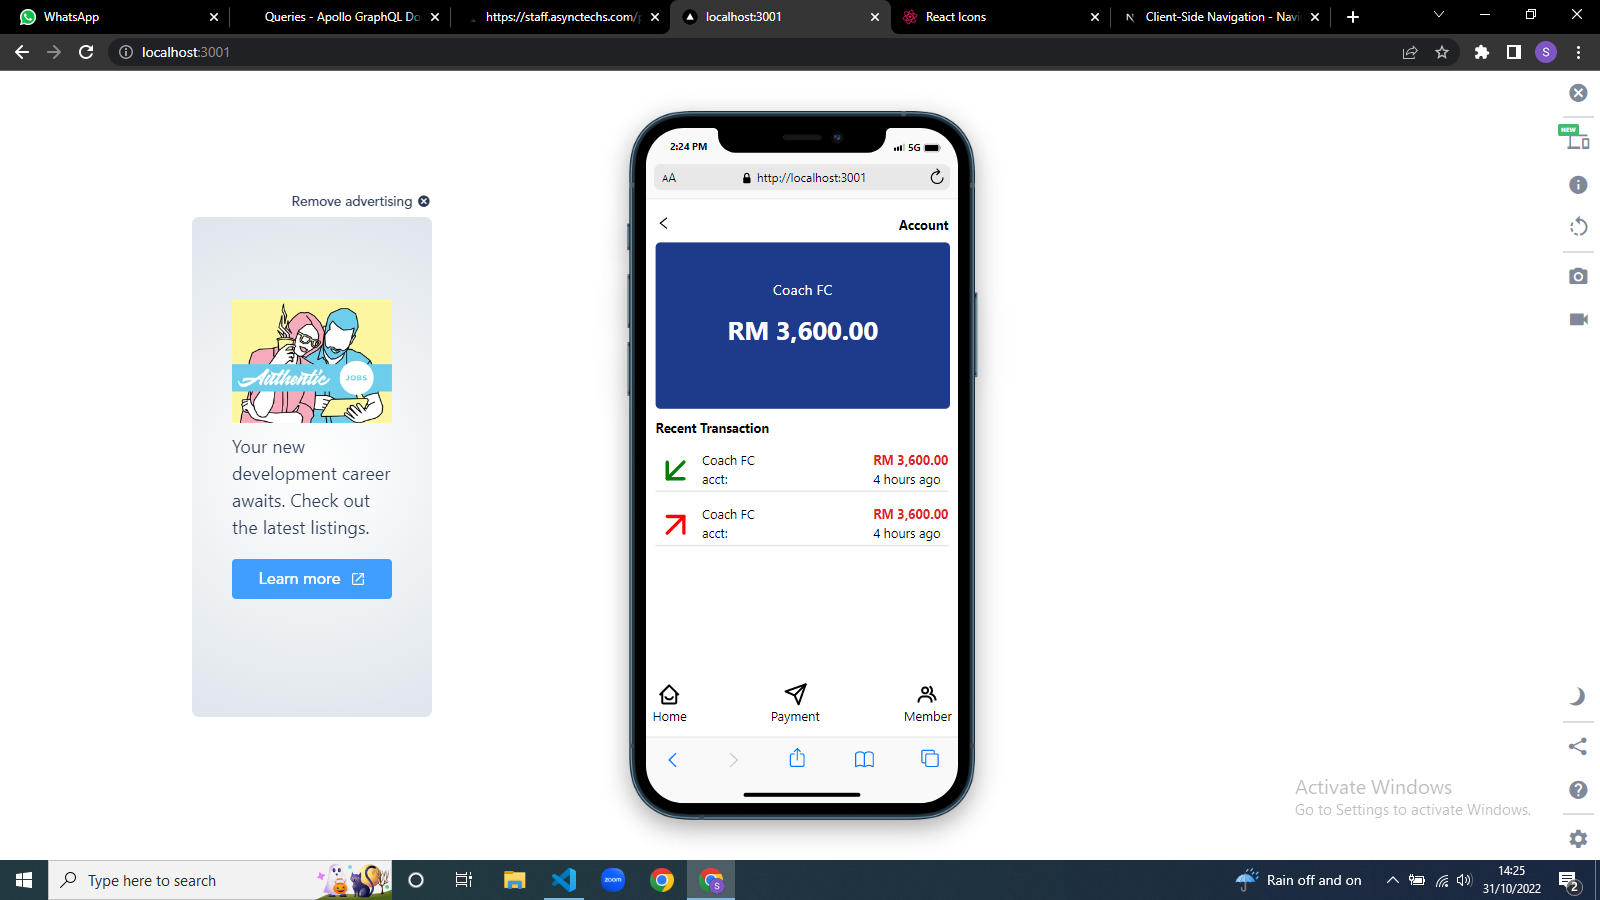 WhatsApp
Queries - Apollo GraphQL Do
https://staff.asynctechs.com/p
localhost:3001
React Icons
N
Client-Side Navigation - Navi
localhost:3001
S
NEW
Remove advertising
Authentic
JOBS
Your new
development career
awaits. Check out
the latest listings.
Learn more
2:24 PM
5G
AA
http://localhost:3001
Account
Coach FC
RM 3,600.00
Recent Transaction
Coach FC
RM 3,600.00
acct:
4 hours ago
Coach FC
RM 3,600.00
acct:
4 hours ago
Home
Payment
Member
Activate Windows
Go to Settings to activate Windows.
Type here to search
zoom
S
Rain off and on
14:25
31/10/2022
2